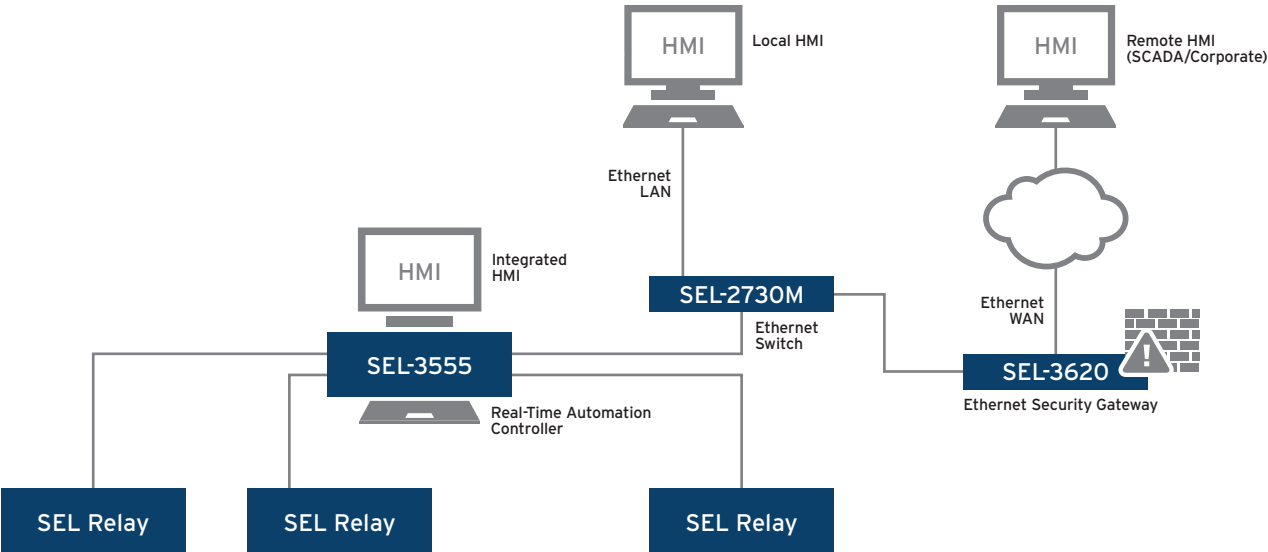 HMI
Local HMI
HMI
Remote HMI
(SCADA/Corporate)
Ethernet
LAN
HMI
Integrated
HMI
SEL-2730M
Ethernet
Switch
Ethernet
WAN
SEL-3555
SEL-3620
Ethernet Security Gateway
Real-Time Automation
Controller
SEL Relay
SEL Relay
SEL Relay